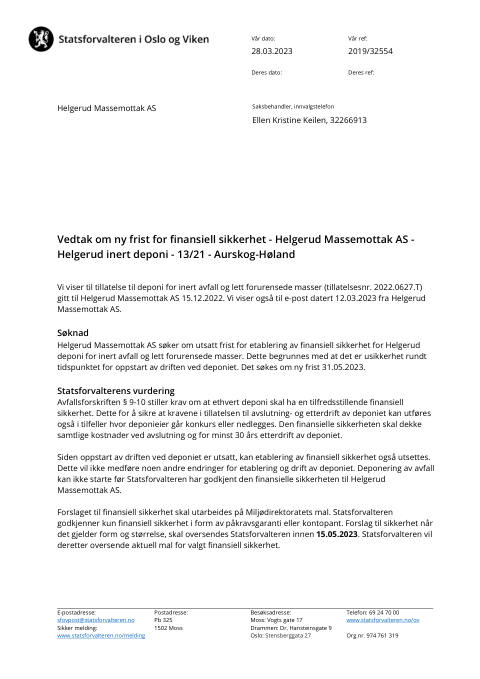 Statsforvalteren i Oslo og Viken
Vår dato:
Vår ref:
28.03.2023
2019/32554
Deres dato:
Deres ref:
Helgerud Massemottak AS
Saksbehandler, innvalgstelefon
Ellen Kristine Keilen, 32266913
Vedtak om ny frist for finansiell sikkerhet - Helgerud Massemottak AS -
Helgerud inert deponi - 13/21 - Aurskog-Høland
Vi viser til tillatelse til deponi for inert avfall og lett forurensede masser (tillatelsesnr. 2022.0627.T)
gitt til Helgerud Massemottak AS 15.12.2022. Vi viser også til e-post datert 12.03.2023 fra Helgerud
Massemottak AS.
Søknad
Helgerud Massemottak AS søker om utsatt frist for etablering av finansiell sikkerhet for Helgerud
deponi for inert avfall og lett forurensede masser. Dette begrunnes med at det er usikkerhet rundt
tidspunktet for oppstart av driften ved deponiet. Det søkes om ny frist 31.05.2023.
Statsforvalterens vurdering
Avfallsforskriften § 9-10 stiller krav om at ethvert deponi skal ha en tilfredsstillende finansiell
sikkerhet. Dette for å sikre at kravene i tillatelsen til avslutning- og etterdrift av deponiet kan utføres
også i tilfeller hvor deponieier går konkurs eller nedlegges. Den finansielle sikkerheten skal dekke
samtlige kostnader ved avslutning og for minst 30 års etterdrift av deponiet.
Siden oppstart av driften ved deponiet er utsatt, kan etablering av finansiell sikkerhet også utsettes.
Dette vil ikke medføre noen andre endringer for etablering og drift av deponiet. Deponering av avfall
kan ikke starte før Statsforvalteren har godkjent den finansielle sikkerheten til Helgerud
Massemottak AS.
Forslaget til finansiell sikkerhet skal utarbeides på Miljødirektoratets mal. Statsforvalteren
godkjenner kun finansiell sikkerhet i form av påkravsgaranti eller kontopant. Forslag til sikkerhet når
det gjelder form og størrelse, skal oversendes Statsforvalteren innen 15.05.2023. Statsforvalteren vil
deretter oversende aktuell mal for valgt finansiell sikkerhet.
E-postadresse:
sfovpost@statsforvalteren.no
Sikker melding:
www.statsforvalteren.no/melding
Postadresse:
Pb 325
1502 Moss
Besøksadresse:
Moss: Vogts gate 17
Drammen: Dr. Hansteinsgate 9
Oslo: Stensberggata 27
Telefon: 69 24 70 00
www.statsforvalteren.no/ov
Org.nr. 974 761 319